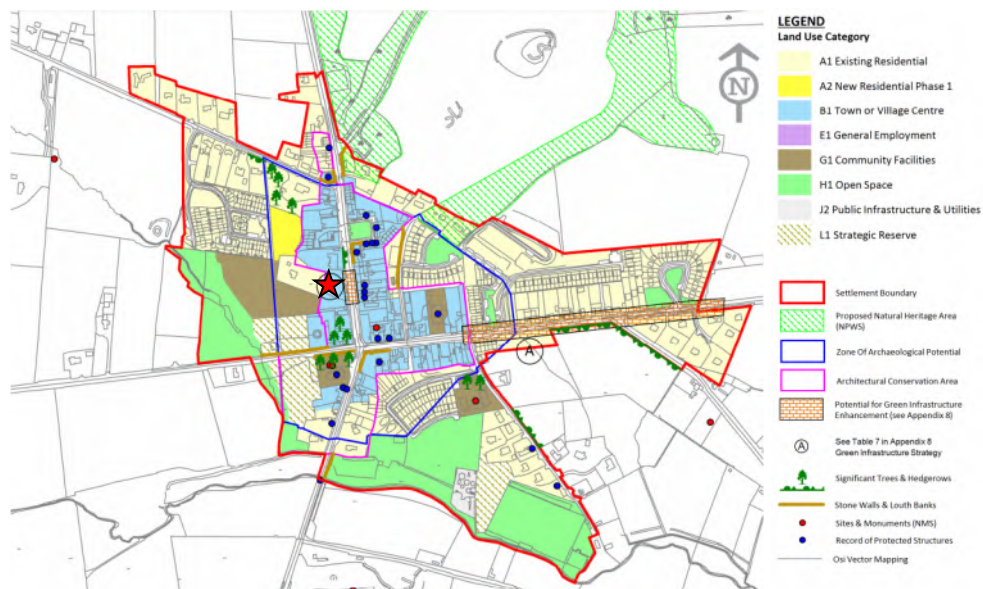 LEGEND
Land Use Category
A1 Existing Residential
A2 New Residential Phase 1
B1 Town or Village Centre
E1 General Employment
G1 Community Facilities
H1 Open Space
J2 Public Infrastructure & Utilities
L1 Strategic Reserve
N
Settlement Boundary
Proposed Natural Heritage Area
(NPWS)
Zone Of Archaeological Potential
Architectural Conservation Area
Potential for Green Infrastructure
Enhancement (see Appendix 8)
A
See Table 7 in Appendix 8
Green Infrastructure Strategy
Significant Trees & Hedgerows
Stone Walls & Louth Banks
Sites & Monuments (NMS)
Record of Protected Structures
Osi Vector Mapping
A